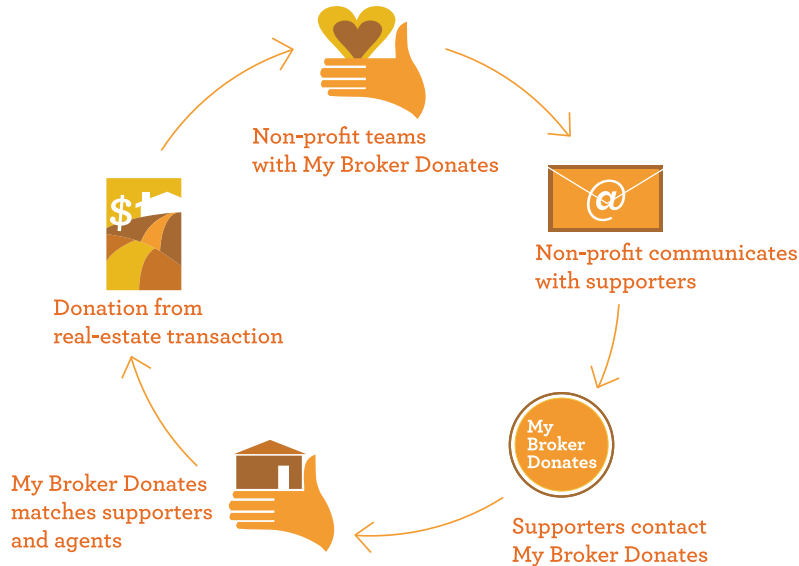 Non-profit teams
with My Broker Donates
@
Non-profit communicates
with supporters
My
Broker
Donates
Supporters contact
My Broker Donates
My Broker Donates
matches supporters
and agents
$
Donation from
real-estate transaction